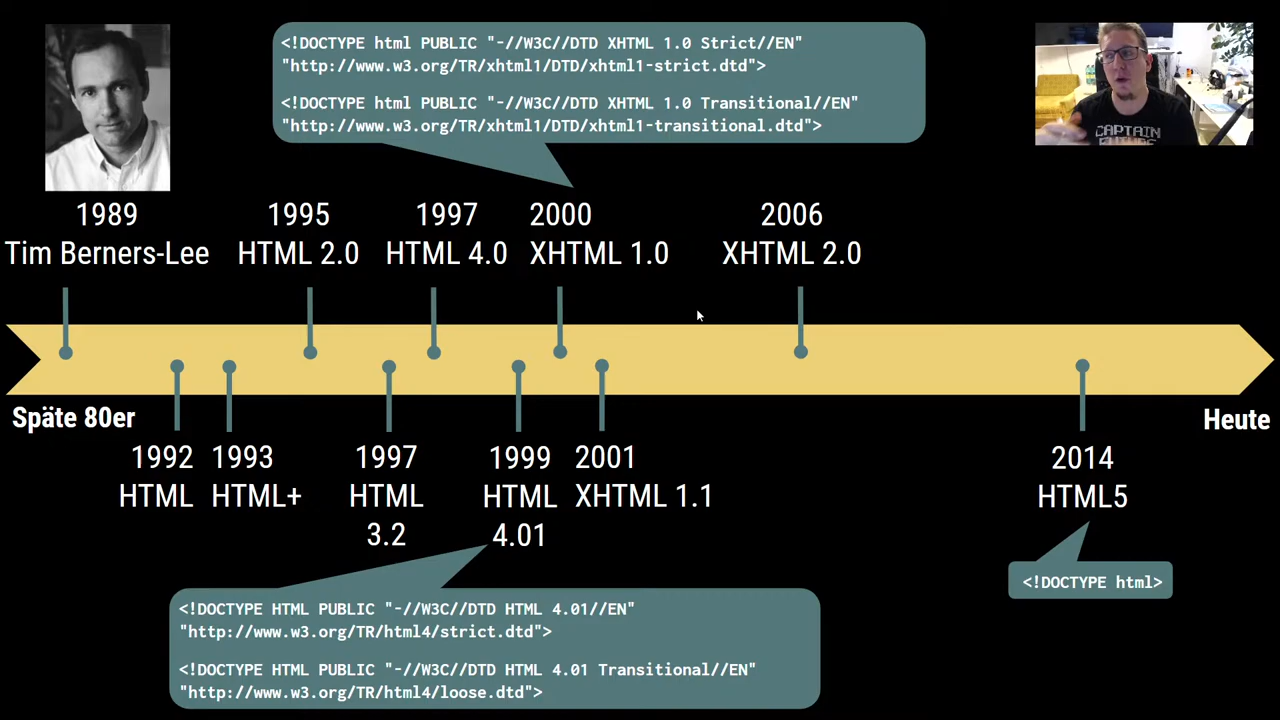 <!DOCTYPE html PUBLIC "-//W3C//DTD XHTML 1.0 Strict//EN"
"http://www.w3.org/TR/xhtml1/DTD/xhtml1-strict.dtd">
<!DOCTYPE html PUBLIC "-//W3C//DTD XHTML 1.0 Transitional//EN"
"http://www.w3.org/TR/xhtml1/DTD/xhtml1-transitional.dtd">
CAPTAIN
FUTURE
1989
Tim Berners-Lee
1995
HTML 2.0
1997
HTML 4.0
2000
XHTML 1.0
2006
XHTML 2.0
Späte 80er
Heute
1992
HTML
1993
HTML+
1997
HTML
3.2
1999
HTML
4.01
2001
XHTML 1.1
2014
HTML5
<!DOCTYPE html>
<!DOCTYPE HTML PUBLIC "-//W3C//DTD HTML 4.01//EN"
"http://www.w3.org/TR/html4/strict.dtd">
<!DOCTYPE HTML PUBLIC "-//W3C//DTD HTML 4.01 Transitional//EN"
"http://www.w3.org/TR/html4/loose.dtd">